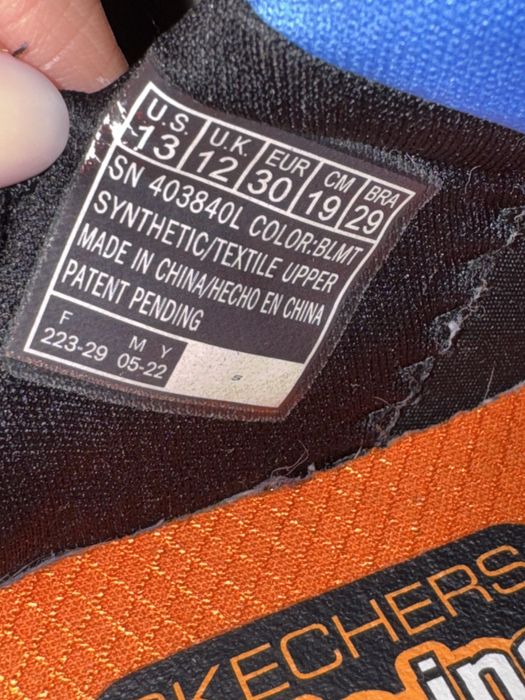 U.S. U.K. EUR CM BRA
13 12 30 19 29
SN 403840L COLOR:BLMT
SYNTHETIC/TEXTILE UPPER
MADE IN CHINA/HECHO EN CHINA
PATENT PENDING
F M Y
223-29 05-22
SKECHERS